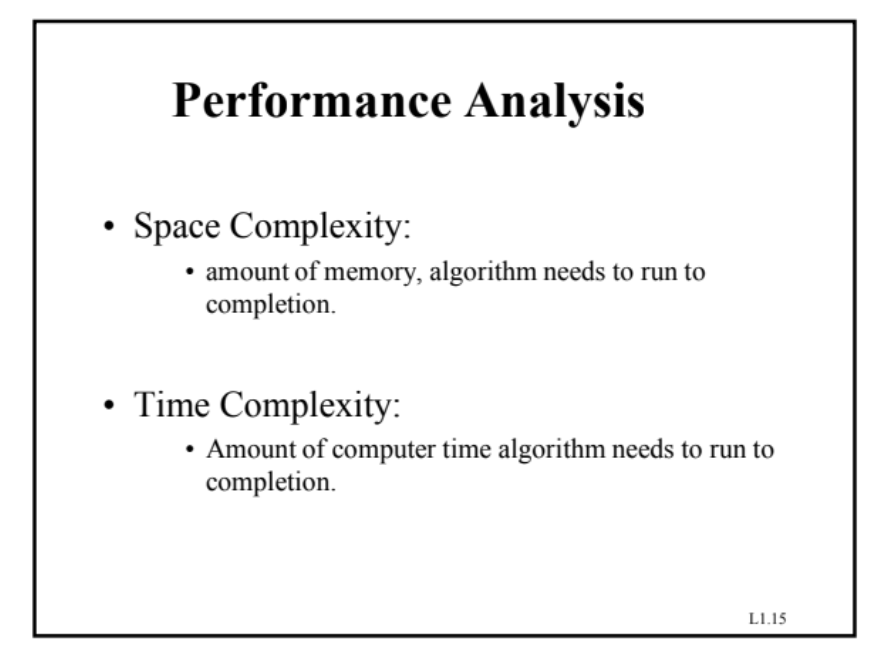 Performance Analysis
• Space Complexity:
• amount of memory, algorithm needs to run to
completion.
• Time Complexity:
• Amount of computer time algorithm needs to run to
completion.
L1.15